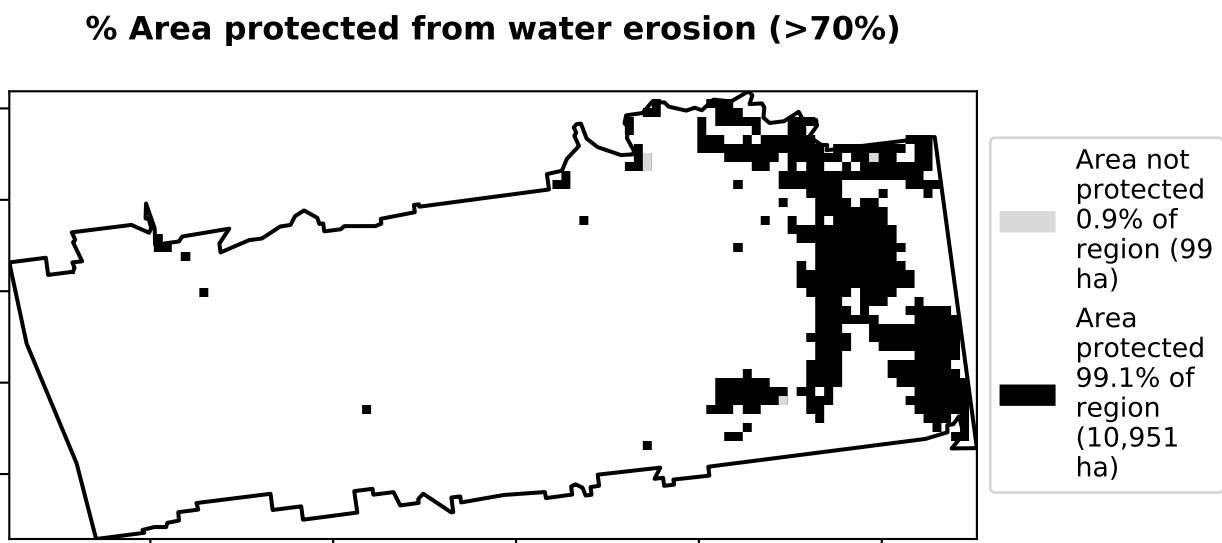 % Area protected from water erosion (>70%)
Area not
protected
0.9% of
region (99
ha)
Area
protected
99.1% of
region
(10,951
ha)